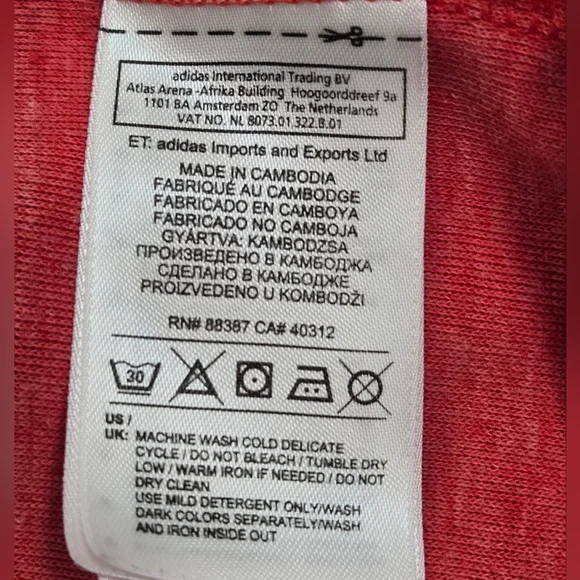 adidas International Trading BV
Atlas Arena -Afrika Building Hoogoorddreef 9a
1101 BA Amsterdam ZO The Netherlands
VAT NO. NL 8073.01.322.B.01
ET: adidas Imports and Exports Ltd
MADE IN CAMBODIA
FABRIQUÉ AU CAMBODGE
FABRICADO EN CAMBOYA
FABRICADO NO CAMBOJA
GYÁRTVA: KAMBODZSA
ПРОИЗВЕДЕНО В КАМБОДЖА
СДЕЛАНО В КАМБОДЖЕ
PROIZVEDENO U KOMBODŽI
RN# 88387 CA# 40312
30
US /
UK: MACHINE WASH COLD DELICATE
CYCLE / DO NOT BLEACH / TUMBLE DRY
LOW / WARM IRON IF NEEDED / DO NOT
DRY CLEAN
USE MILD DETERGENT ONLY/WASH
DARK COLORS SEPARATELY/WASH
AND IRON INSIDE OUT